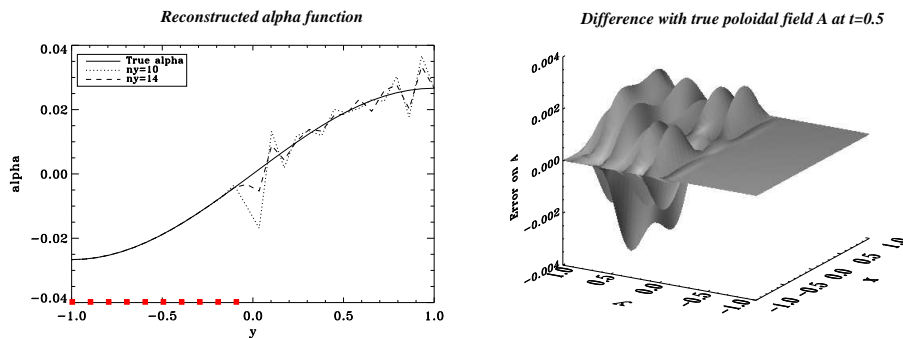 Reconstructed alpha function
0.04
0.02
0.00
−0.02
−0.04
alpha
True alpha
ny=10
ny=14
−1.0
−0.5
0.0
0.5
1.0
y
Difference with true poloidal field A at t=0.5
0.004
0.002
0.000
−0.002
−0.004
Error on A
1.0
0.5
0.0
−0.5
−1.0
−1.0
−0.5
0.0
0.5
1.0
X